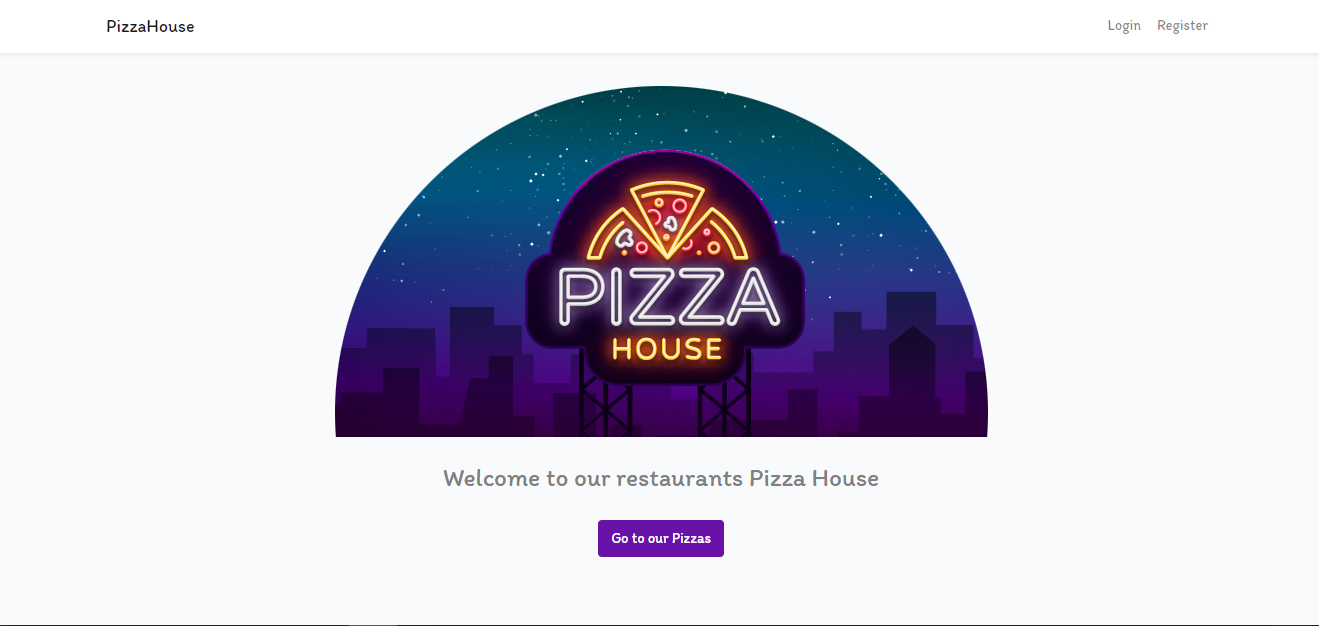 PizzaHouse
Login Register
PIZZA
HOUSE
Welcome to our restaurants Pizza House
Go to our Pizzas